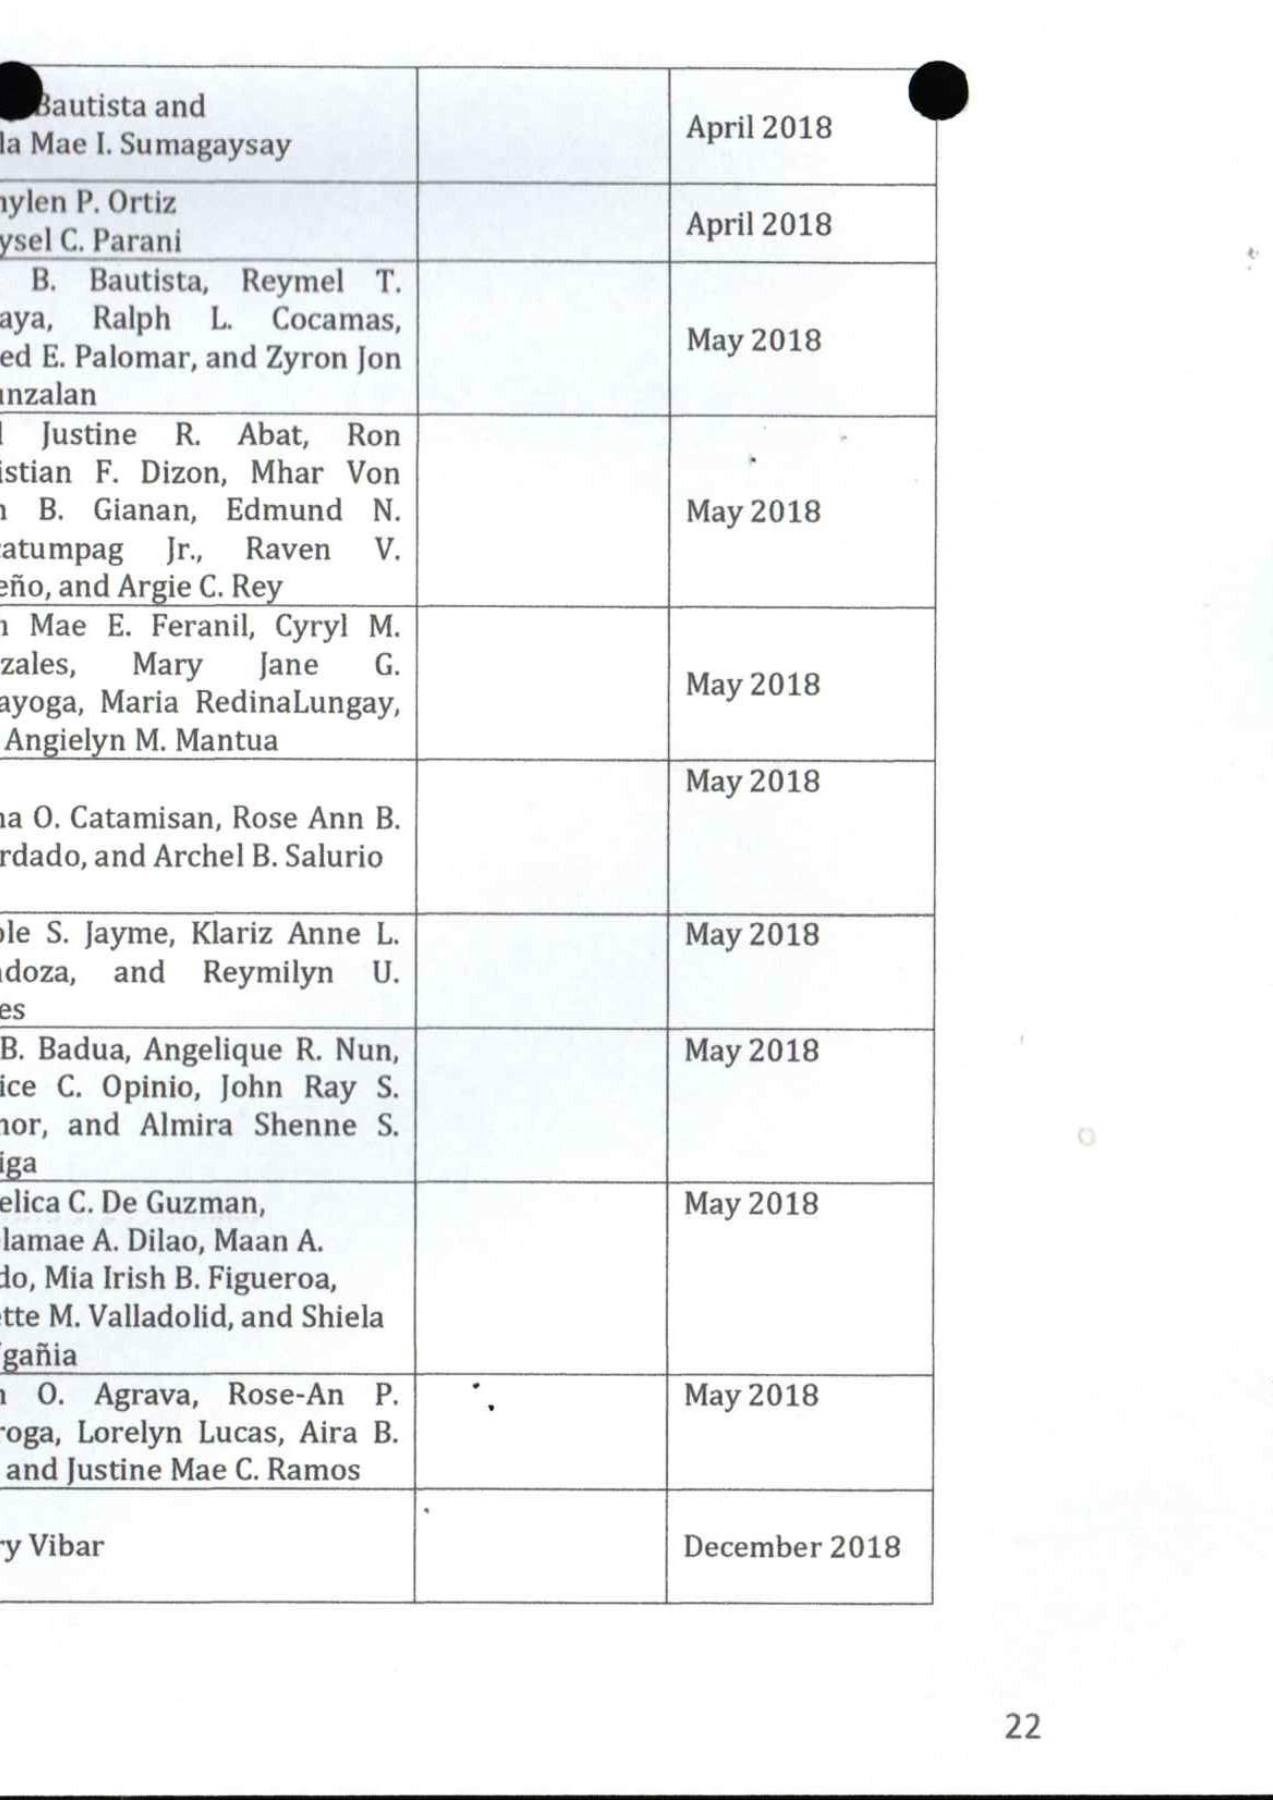 Bautista and
la Mae I. Sumagaysay
April 2018
nylen P. Ortiz
ysel C. Parani
April 2018
B. Bautista, Reymel T.
aya, Ralph L. Cocamas,
ed E. Palomar, and Zyron Jon
nzalan
May 2018
Justine R. Abat, Ron
istian F. Dizon, Mhar Von
B. Gianan, Edmund N.
atumpag Jr., Raven V.
eño, and Argie C. Rey
May 2018
Mae E. Feranil, Cyryl M.
zales, Mary Jane G.
ayoga, Maria RedinaLungay,
Angielyn M. Mantua
May 2018
May 2018
na O. Catamisan, Rose Ann B.
rdado, and Archel B. Salurio
ole S. Jayme, Klariz Anne L.
May 2018
doza, and Reymilyn U.
es
B. Badua, Angelique R. Nun,
May 2018
ice C. Opinio, John Ray S.
nor, and Almira Shenne S.
iga
elica C. De Guzman,
May 2018
lamae A. Dilao, Maan A.
do, Mia Irish B. Figueroa,
ette M. Valladolid, and Shiela
gañia
O. Agrava, Rose-An P.
May 2018
roga, Lorelyn Lucas, Aira B.
and Justine Mae C. Ramos
ry Vibar
December 2018
22